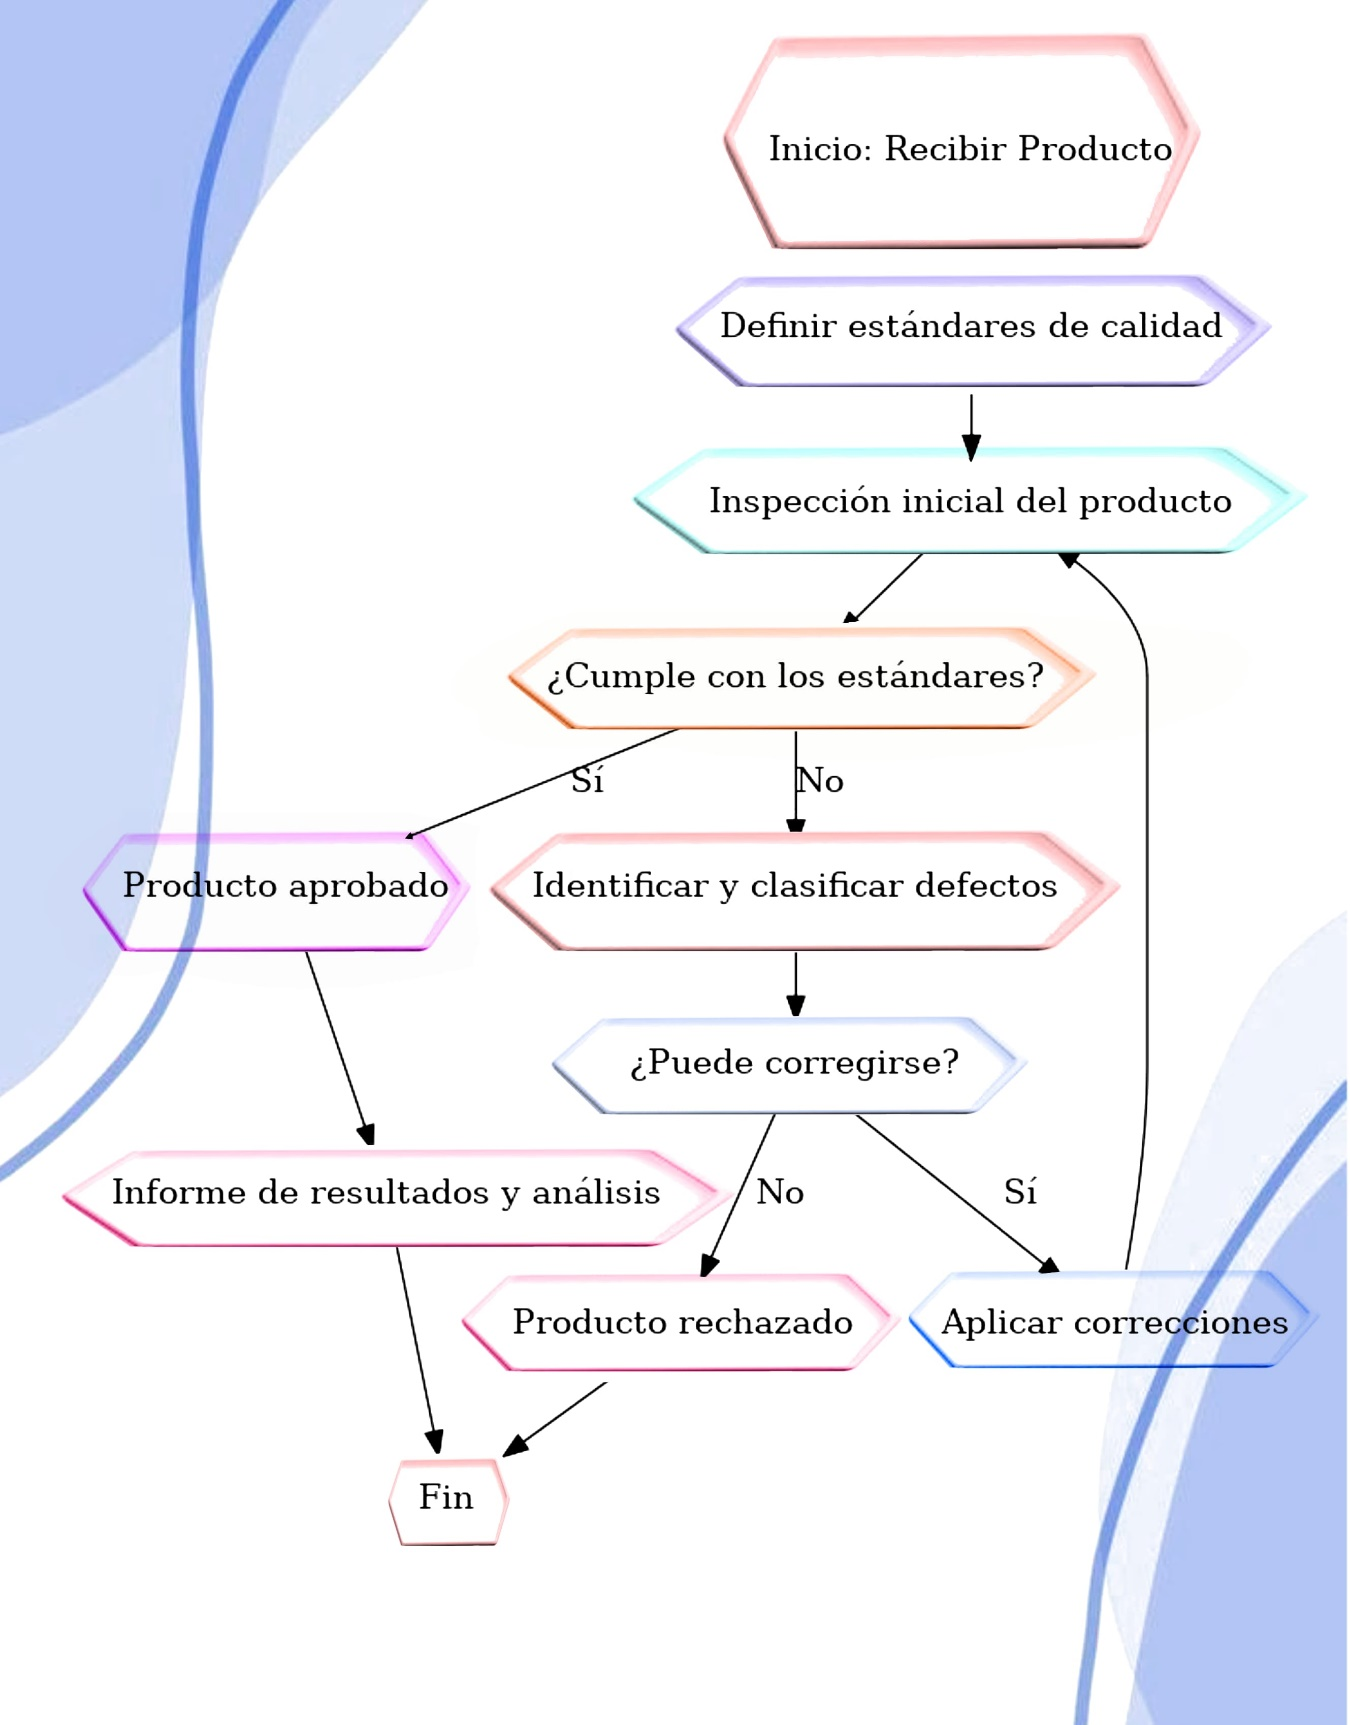 Inicio: Recibir Producto
Definir estándares de calidad
Inspección inicial del producto
¿Cumple con los estándares?
Sí
No
Producto aprobado
Identificar y clasificar defectos
¿Puede corregirse?
Informe de resultados y análisis
No
Sí
Producto rechazado
Aplicar correcciones
Fin